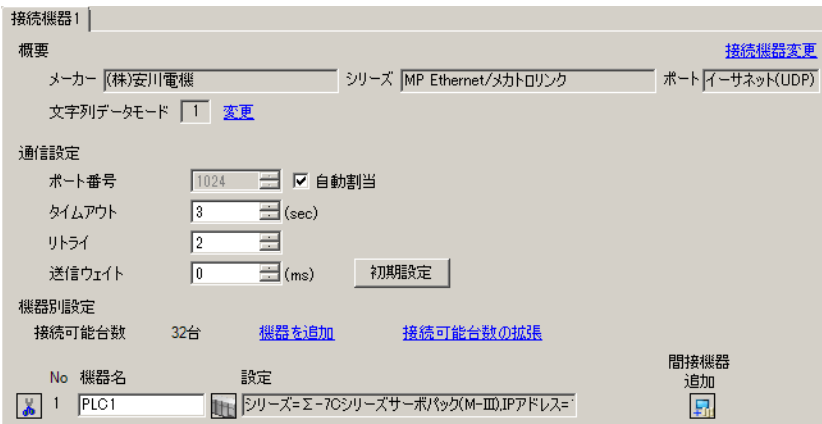 接続機器1
概要
接続機器変更
メーカー (株)安川電機 シリーズ MP Ethernet/メカトロリンク ポート イーサネット(UDP)
文字列データモード 1 変更
通信設定
ポート番号 1024 自動割当
タイムアウト 3 (sec)
リトライ 2
送信ウェイト 0 (ms) 初期設定
機器別設定
接続可能台数 32台 機器を追加 接続可能台数の拡張
間接機器
追加
No 機器名 設定
1 PLC1 シリーズ=Σ-7Cシリーズサーボパック(M-Ⅲ),IPアドレス=